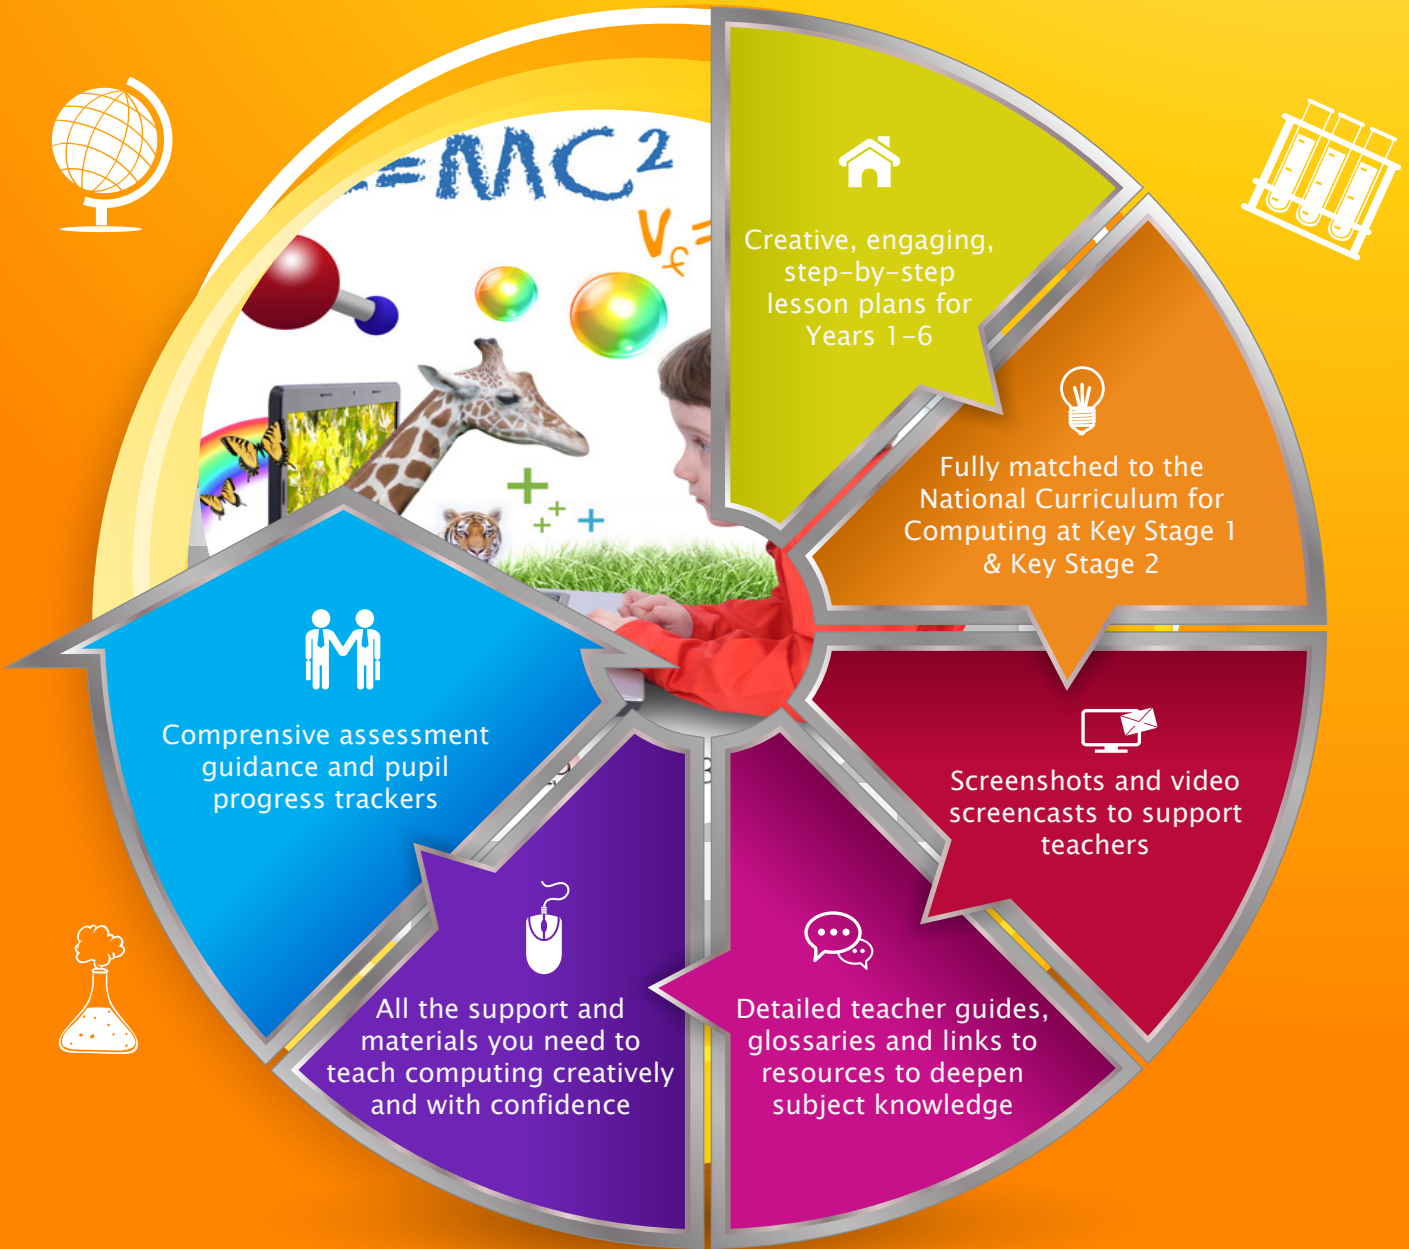 =MC²
Vf=
Creative, engaging,
step-by-step
lesson plans for
Years 1-6
Fully matched to the
National Curriculum for
Computing at Key Stage 1
& Key Stage 2
Screenshots and video
screencasts to support
teachers
Detailed teacher guides,
glossaries and links to
resources to deepen
subject knowledge
All the support and
materials you need to
teach computing creatively
and with confidence
Comprensive assessment
guidance and pupil
progress trackers